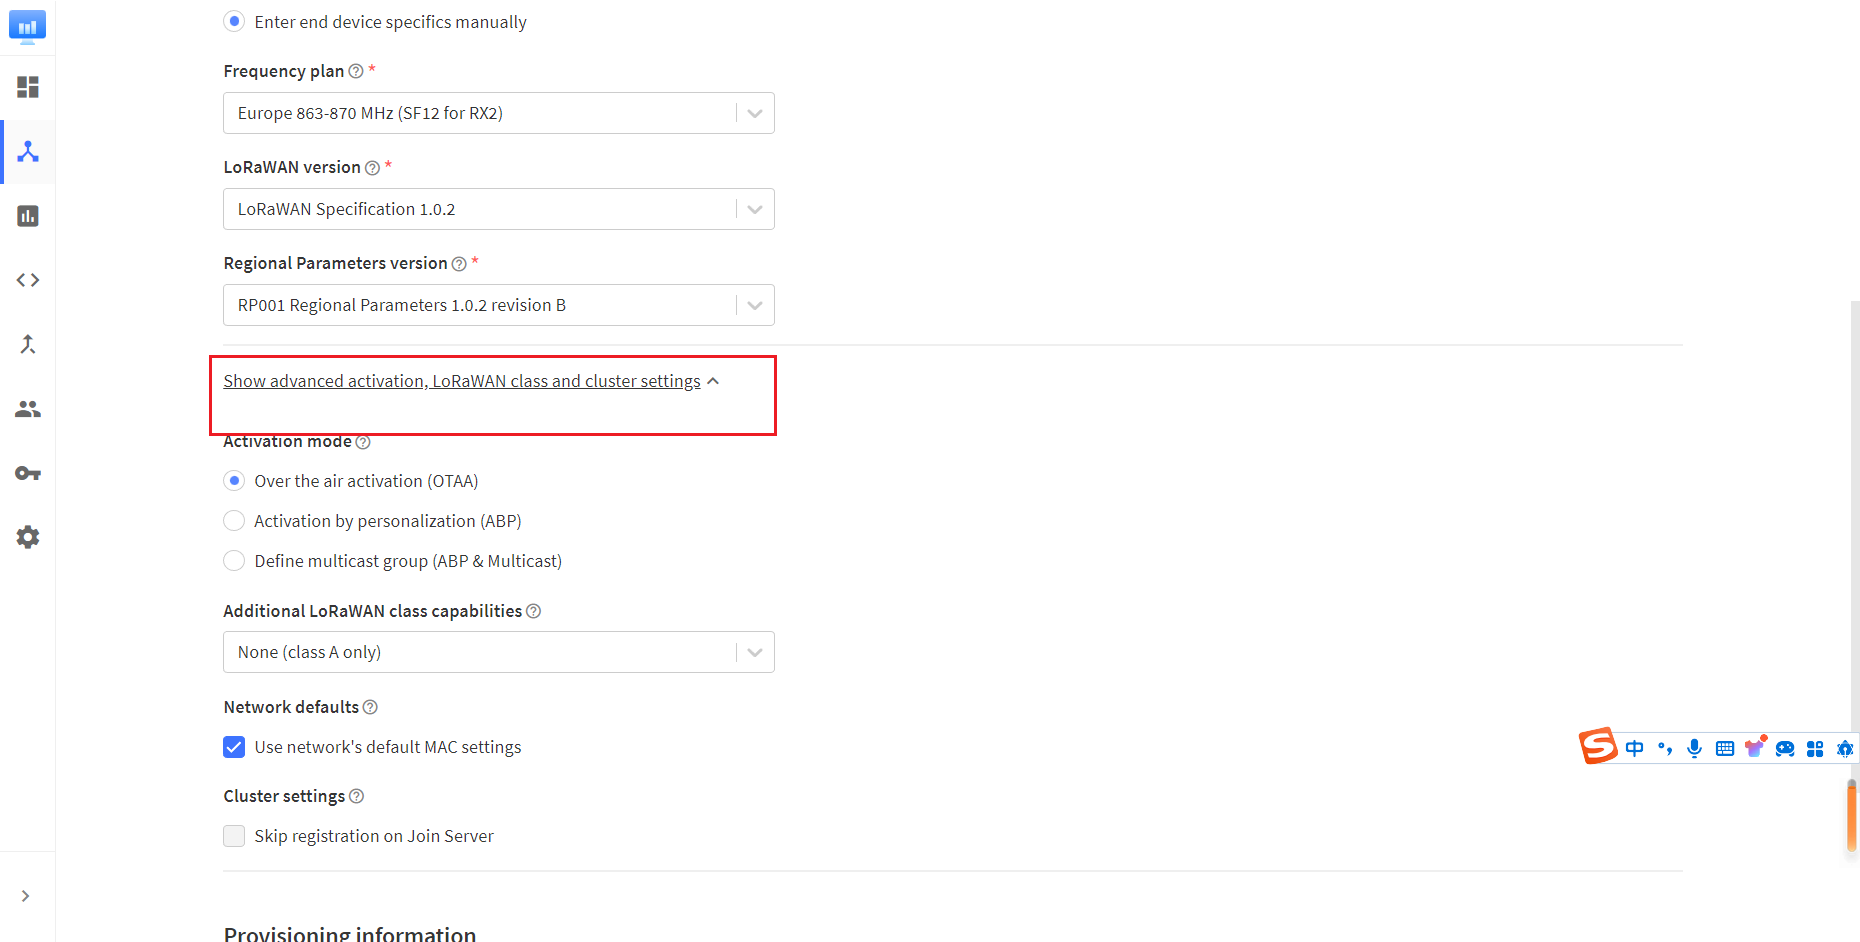 Enter end device specifics manually
Frequency plan *
Europe 863-870 MHz (SF12 for RX2)
LoRaWAN version *
LoRaWAN Specification 1.0.2
Regional Parameters version *
RP001 Regional Parameters 1.0.2 revision B
Show advanced activation, LoRaWAN class and cluster settings
Activation mode
Over the air activation (OTAA)
Activation by personalization (ABP)
Define multicast group (ABP & Multicast)
Additional LoRaWAN class capabilities
None (class A only)
Network defaults
Use network's default MAC settings
中
Cluster settings
Skip registration on Join Server
Provisioning information